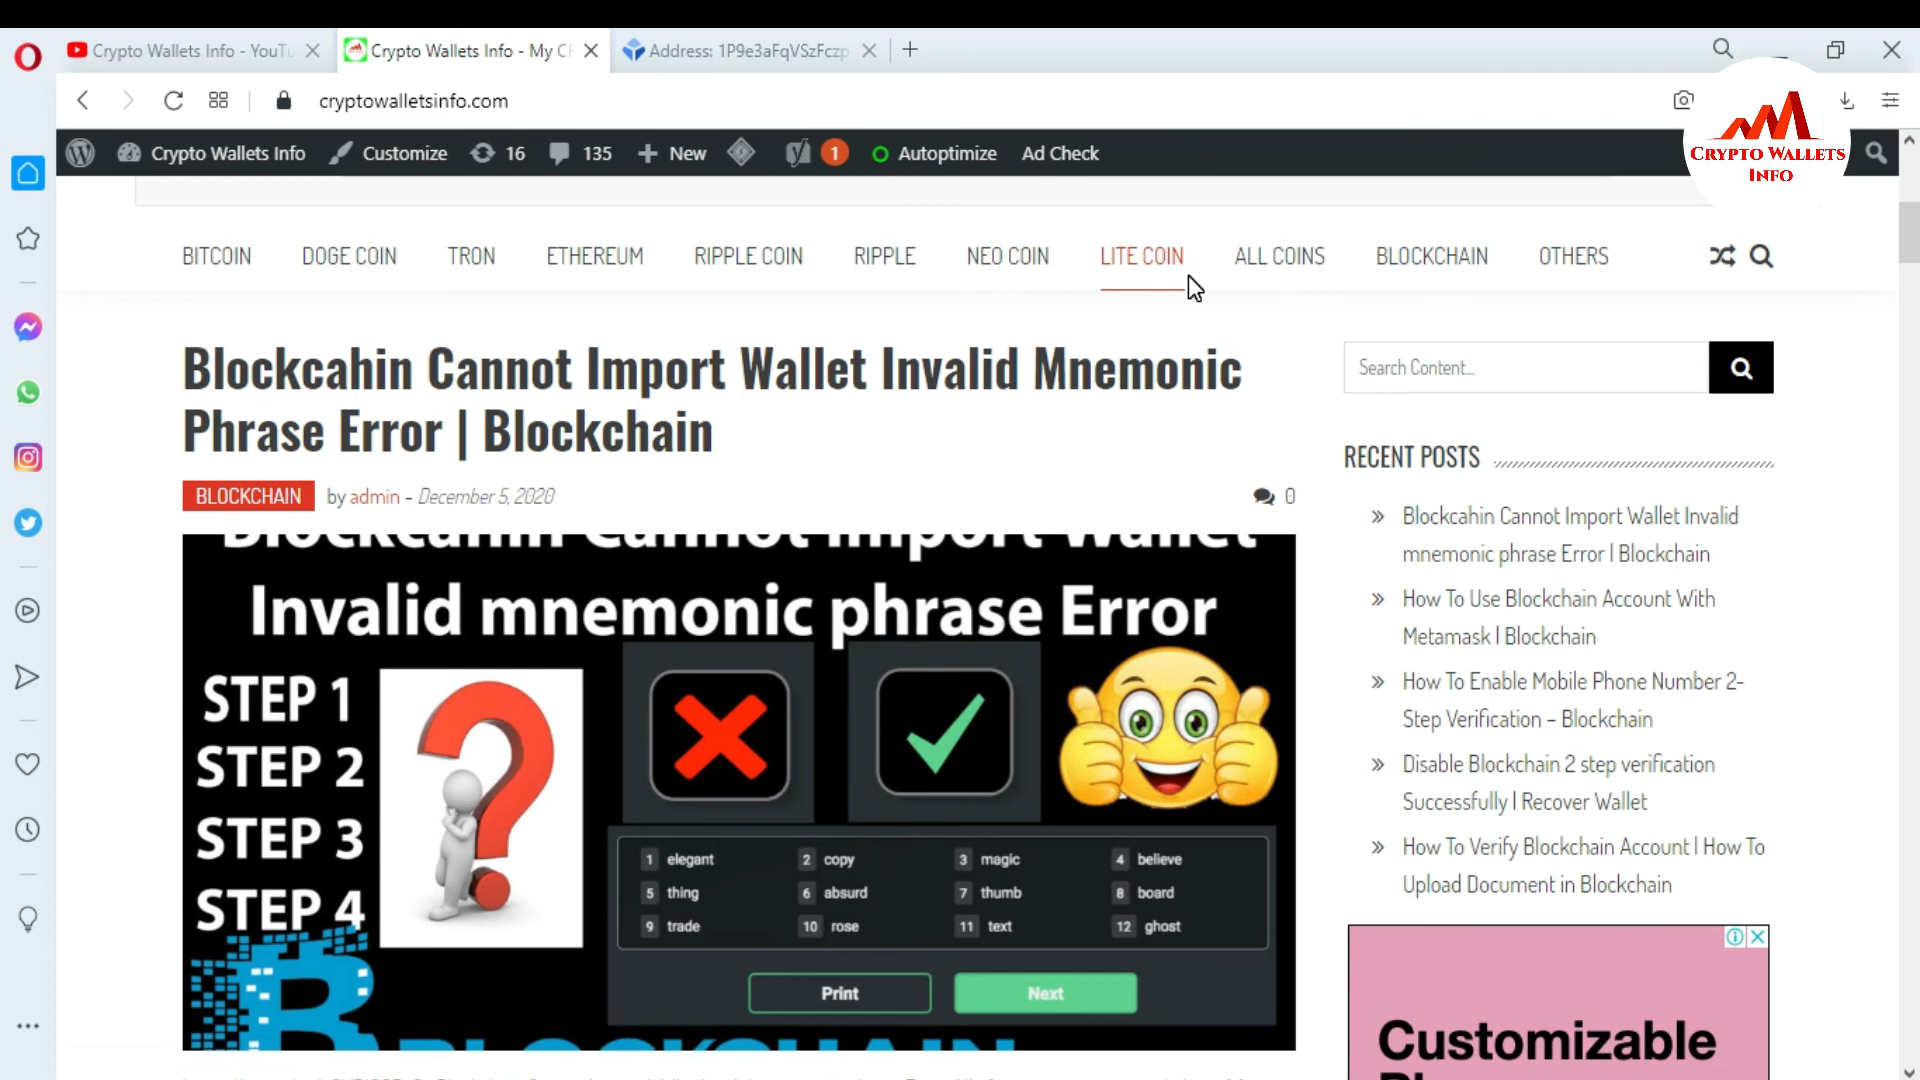 Crypto Wallets Info - YouTu
Crypto Wallets Info - My CF
Address: 1P9e3aFqVSzFczp
cryptowalletsinfo.com
Crypto Wallets Info
Customize
16
135
New
1
Autoptimize
Ad Check
CRYPTO WALLETS
INFO
BITCOIN
DOGE COIN
TRON
ETHEREUM
RIPPLE COIN
RIPPLE
NEO COIN
LITE COIN
ALL COINS
BLOCKCHAIN
OTHERS
Blockcahin Cannot Import Wallet Invalid Mnemonic
Phrase Error | Blockchain
BLOCKCHAIN by admin - December 5, 2020
0
Blockcahin Cannot Import Wallet
Invalid mnemonic phrase Error
STEP 1
STEP 2
STEP 3
STEP 4
1 elegant 2 copy 3 magic 4 believe
5 thing 6 absurd 7 thumb 8 board
9 trade 10 rose 11 text 12 ghost
Print
Next
BLOCKCHAIN
Search Content...
RECENT POSTS
Blockcahin Cannot Import Wallet Invalid
mnemonic phrase Error | Blockchain
How To Use Blockchain Account With
Metamask | Blockchain
How To Enable Mobile Phone Number 2-
Step Verification – Blockchain
Disable Blockchain 2 step verification
Successfully | Recover Wallet
How To Verify Blockchain Account | How To
Upload Document in Blockchain
Customizable